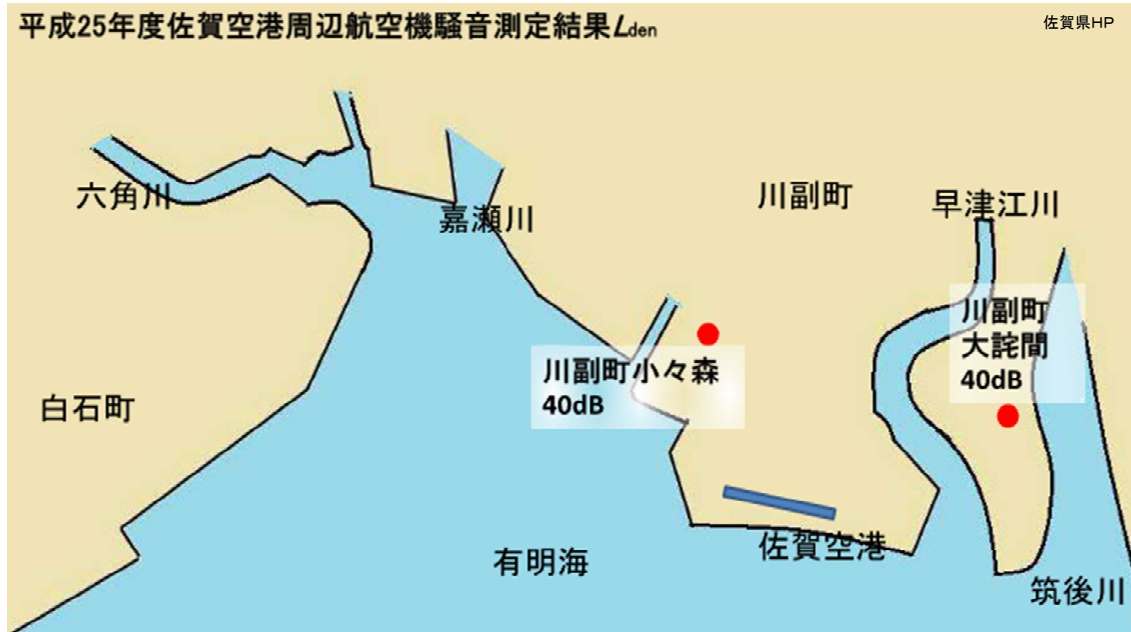 平成25年度佐賀空港周辺航空機騒音測定結果Lden
佐賀県HP
六角川
嘉瀬川
川副町
早津江川
川副町
大詫間
40dB
川副町小々森
40dB
白石町
佐賀空港
有明海
筑後川